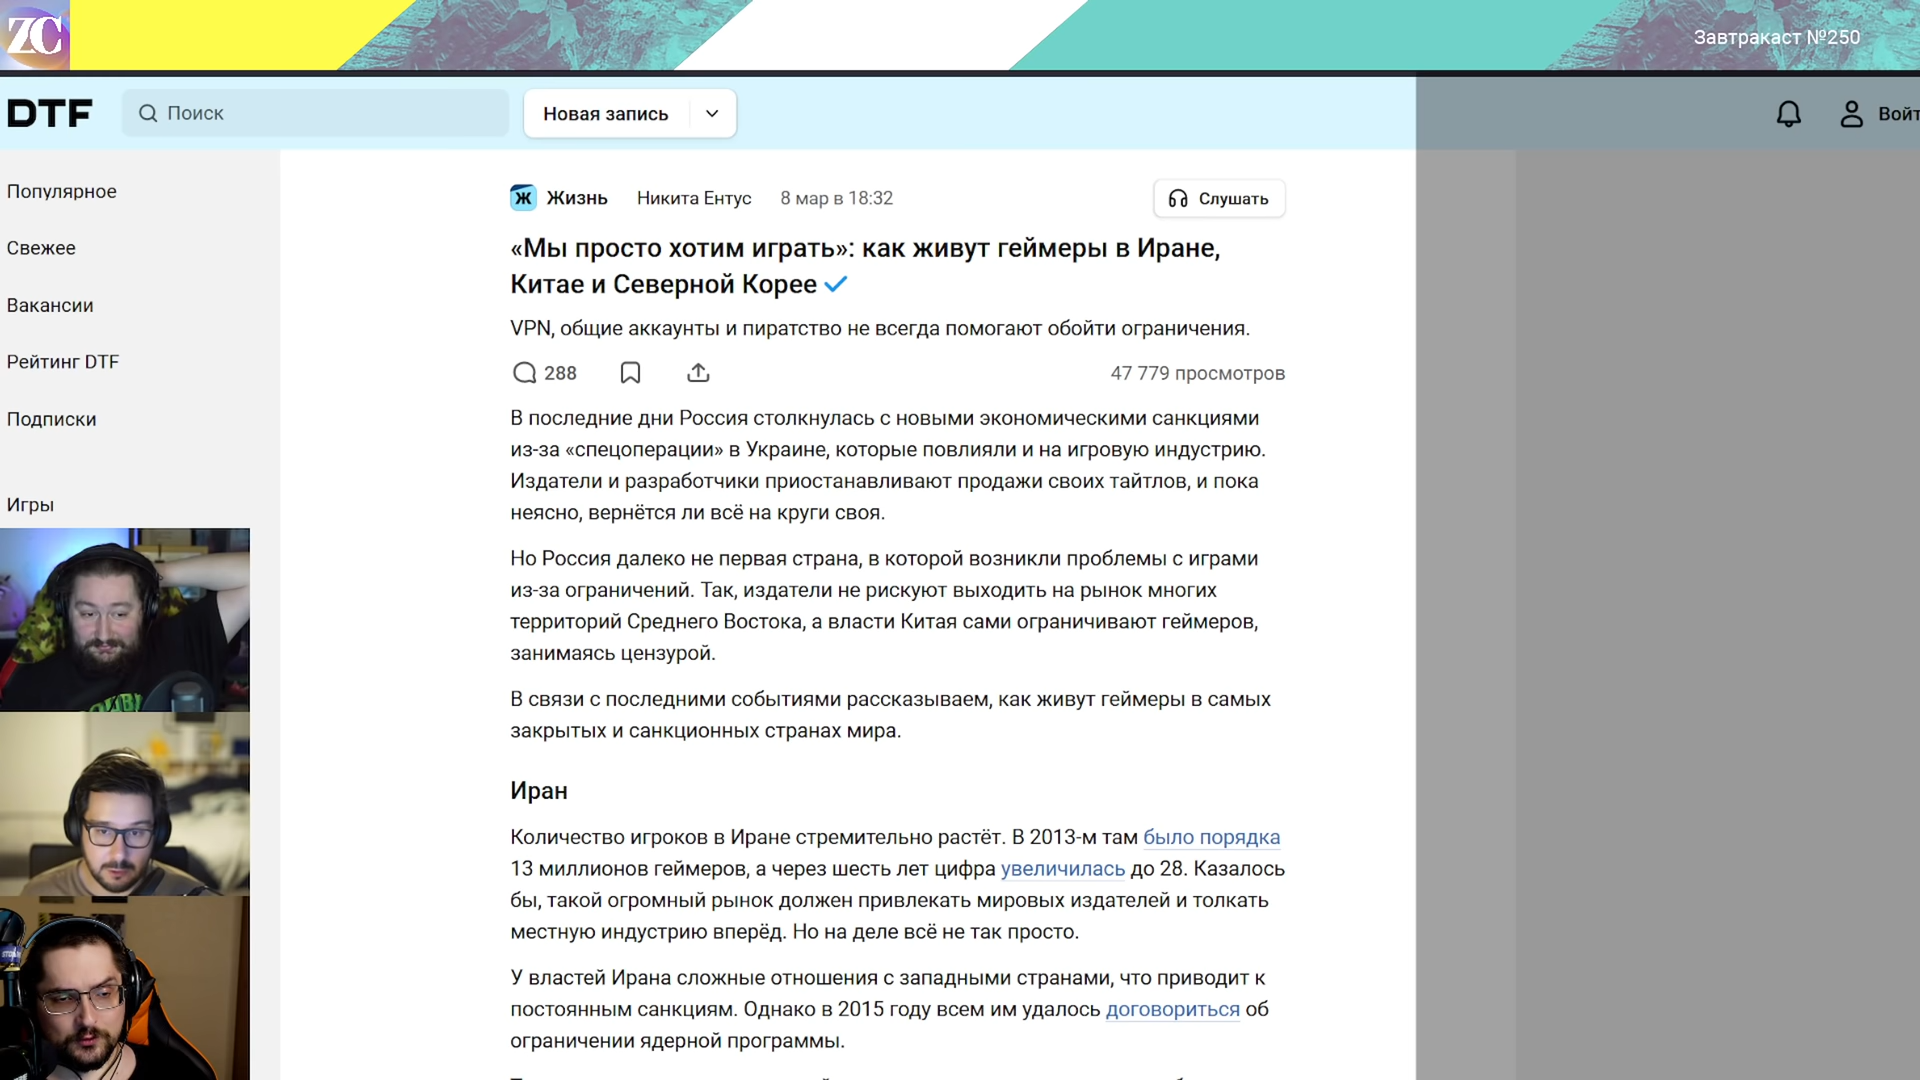 ZC
Завтракаст №250
DTF
Поиск
Новая запись
Войт
Популярное
Свежее
Вакансии
Рейтинг DTF
Подписки
Игры
Ж Жизнь Никита Ентус 8 мар в 18:32
Слушать
«Мы просто хотим играть»: как живут геймеры в Иране,
Китае и Северной Корее
VPN, общие аккаунты и пиратство не всегда помогают обойти ограничения.
288
47 779 просмотров
В последние дни Россия столкнулась с новыми экономическими санкциями
из-за «спецоперации» в Украине, которые повлияли и на игровую индустрию.
Издатели и разработчики приостанавливают продажи своих тайтлов, и пока
неясно, вернётся ли всё на круги своя.
Но Россия далеко не первая страна, в которой возникли проблемы с играми
из-за ограничений. Так, издатели не рискуют выходить на рынок многих
территорий Среднего Востока, а власти Китая сами ограничивают геймеров,
занимаясь цензурой.
В связи с последними событиями рассказываем, как живут геймеры в самых
закрытых и санкционных странах мира.
Иран
Количество игроков в Иране стремительно растёт. В 2013-м там было порядка
13 миллионов геймеров, а через шесть лет цифра увеличилась до 28. Казалось
бы, такой огромный рынок должен привлекать мировых издателей и толкать
местную индустрию вперёд. Но на деле всё не так просто.
У властей Ирана сложные отношения с западными странами, что приводит к
постоянным санкциям. Однако в 2015 году всем им удалось договориться об
ограничении ядерной программы.